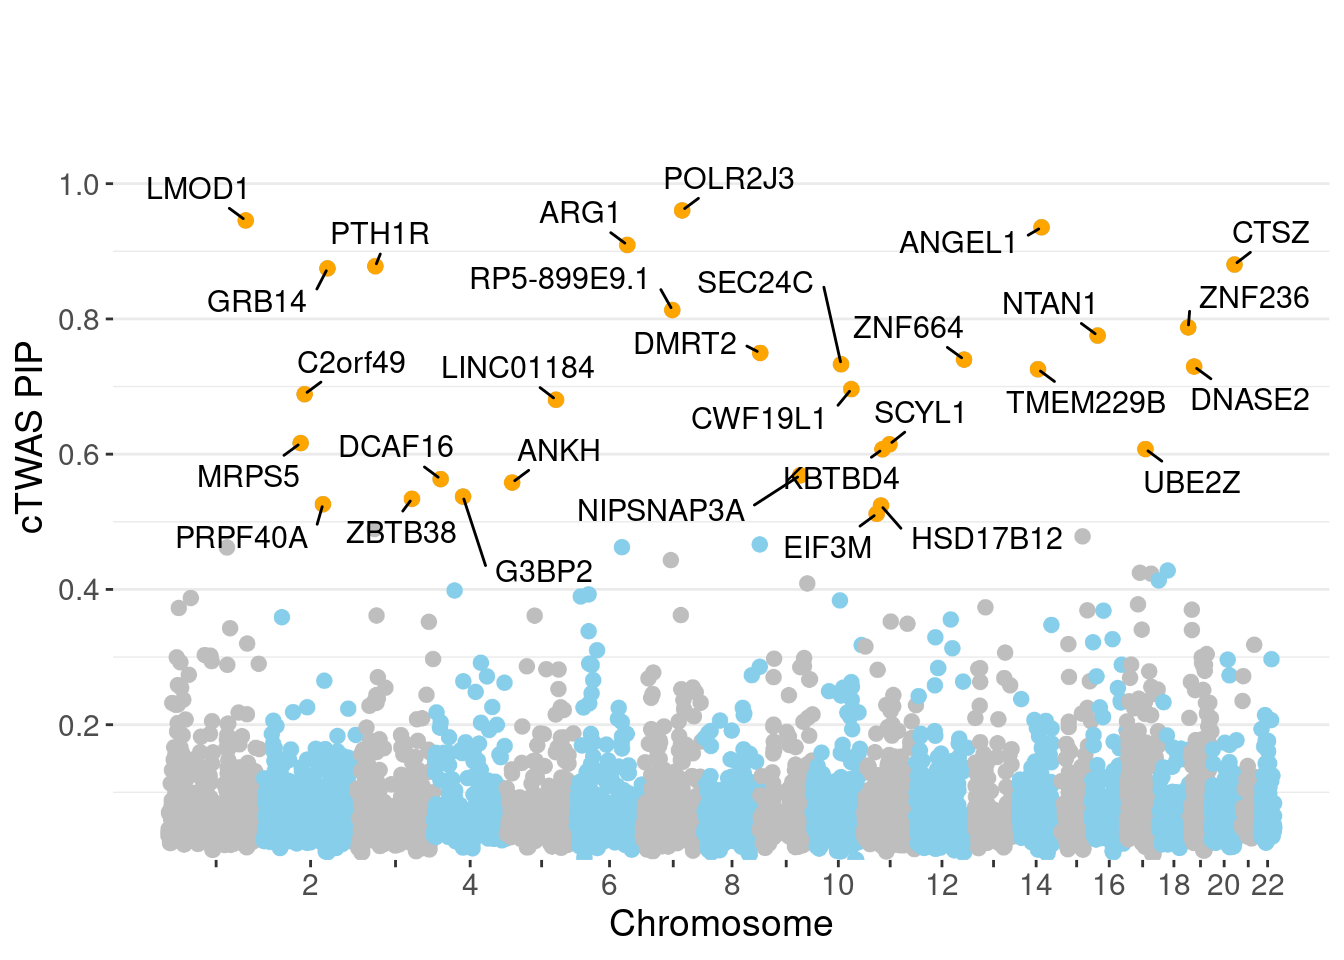 POLR2J3
LMOD1
1.0
ARG1
PTH1R
CTSZ
ANGEL1
RP5-899E9.1
SEC24C
GRB14
NTAN1
ZNF236
0.8
ZNF664
DMRT2
C2orf49
LINC01184
DNASE2
TMEM229B
CWF19L1
SCYL1
DCAF16
ANKH
0.6
MRPS5
KBTBD4
UBE2Z
NIPSNAP3A
PRPF40A
ZBTB38
EIF3M
HSD17B12
G3BP2
0.4
0.2
cTWAS PIP
2 4 6 8 10 12 14 16 18 20 22
Chromosome